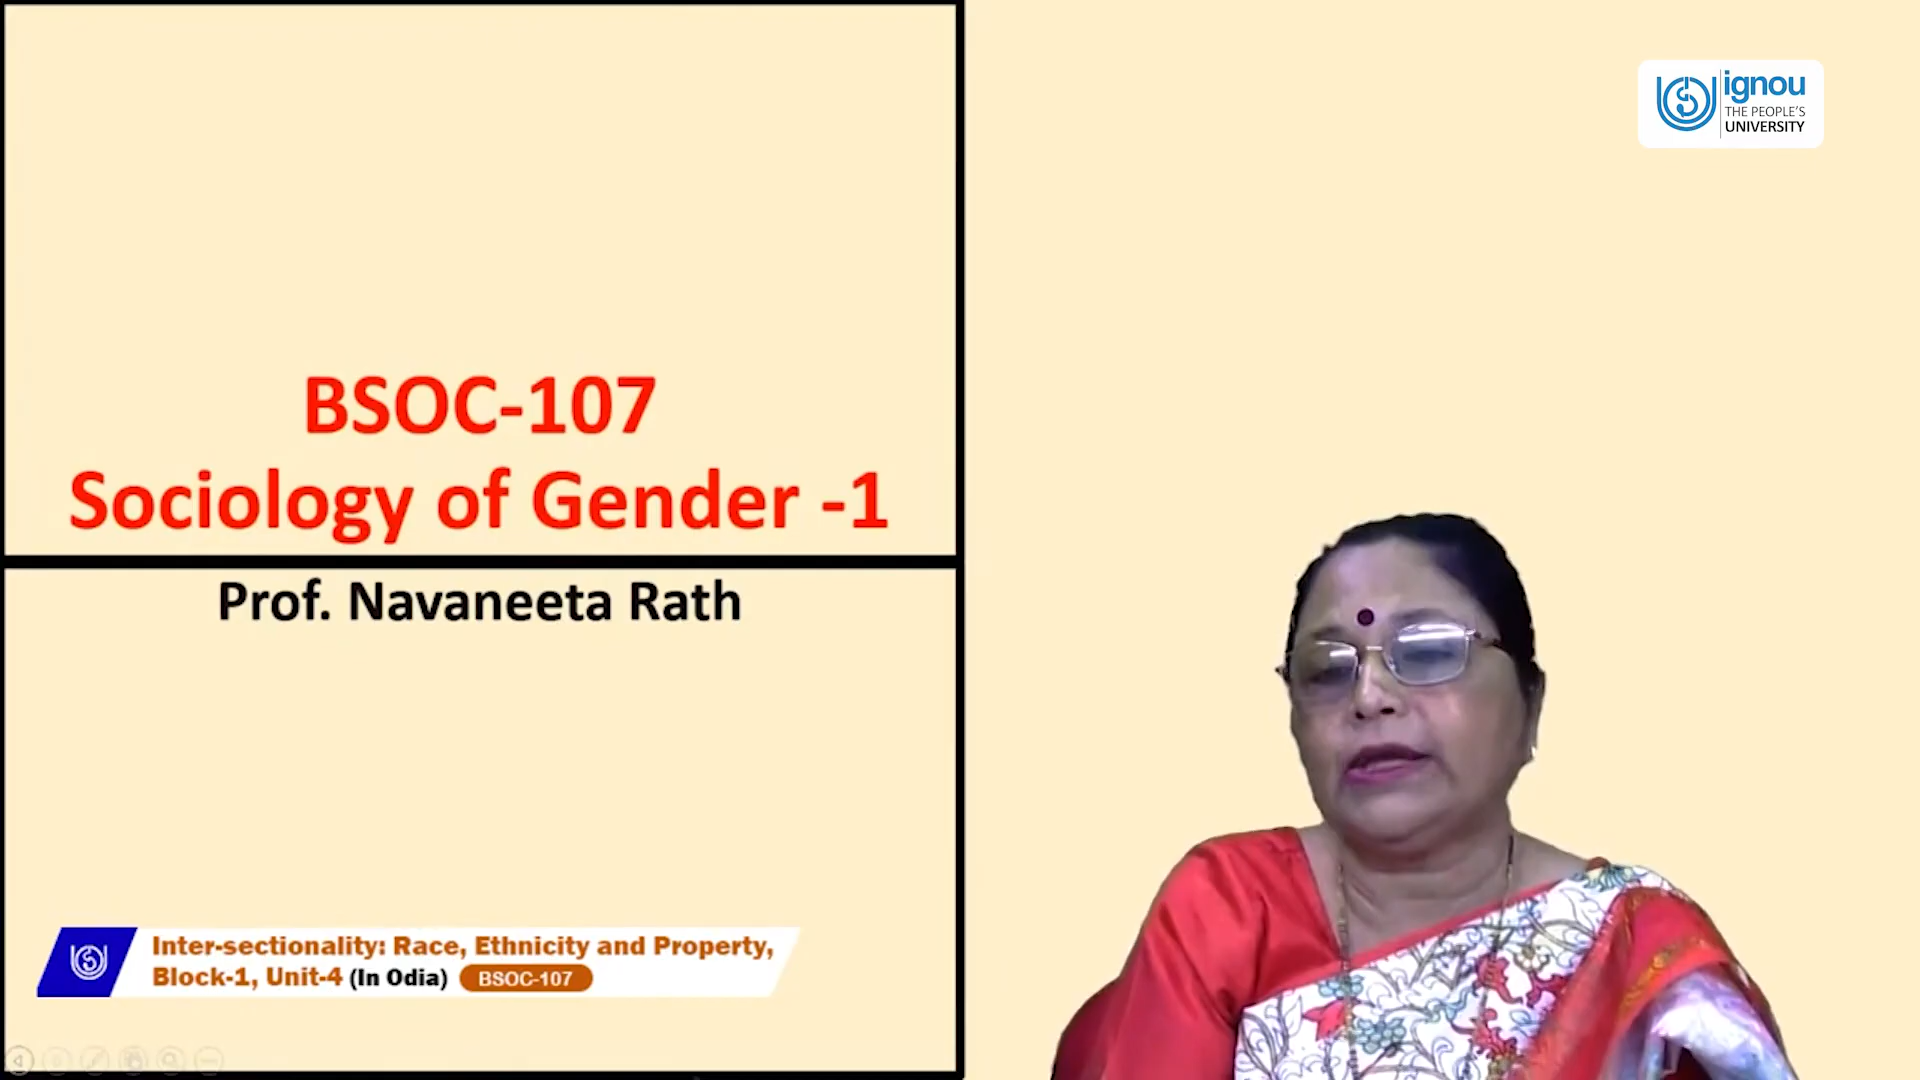 ignou
THE PEOPLE'S
UNIVERSITY
BSOC-107
Sociology of Gender -1
Prof. Navaneeta Rath
Inter-sectionality: Race, Ethnicity and Property,
Block-1, Unit-4 (In Odia) BSOC-107